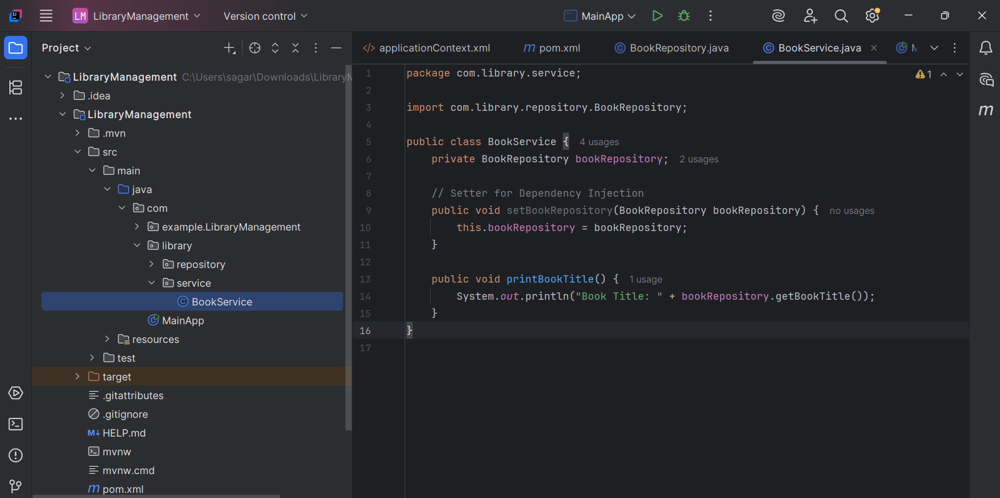 LM LibraryManagement Version control MainApp
Project
LibraryManagement C:\Users\sagar\Downloads\Library
.idea
LibraryManagement
.mvn
src
main
java
com
example.LibraryManagement
library
repository
service
BookService
MainApp
resources
test
target
.gitattributes
.gitignore
M↓ HELP.md
mvnw
mvnw.cmd
m pom.xml
</> applicationContext.xml m pom.xml © BookRepository.java © BookService.java
1 package com.library.service; 1
2
3 import com.library.repository.BookRepository;
4
5 public class BookService { 4 usages
6 private BookRepository bookRepository; 2 usages
7
8 // Setter for Dependency Injection
9 public void setBookRepository(BookRepository bookRepository) { no usages
10 this.bookRepository = bookRepository;
11 }
12
13 public void printBookTitle() { 1 usage
14 System.out.println("Book Title: " + bookRepository.getBookTitle());
15 }
16 }
17
m